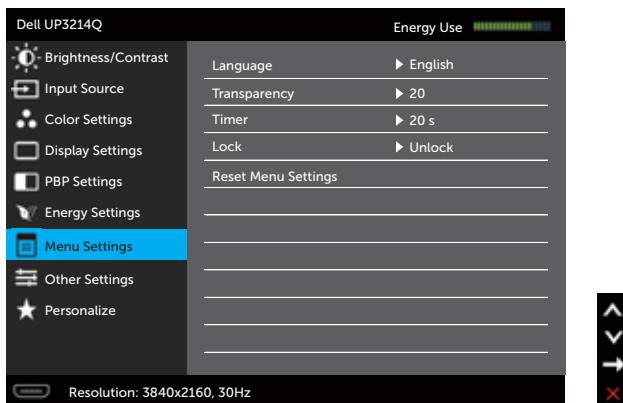 Dell UP3214Q
Energy Use
Brightness/Contrast
Input Source
Color Settings
Display Settings
PBP Settings
Energy Settings
Menu Settings
Other Settings
Personalize
Language English
Transparency 20
Timer 20 s
Lock Unlock
Reset Menu Settings
Resolution: 3840x2160, 30Hz